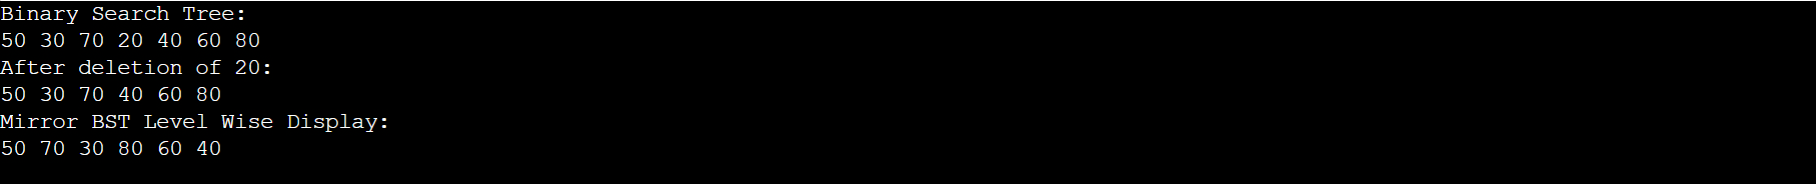 Binary Search Tree:
50 30 70 20 40 60 80
After deletion of 20:
50 30 70 40 60 80
Mirror BST Level Wise Display:
50 70 30 80 60 40